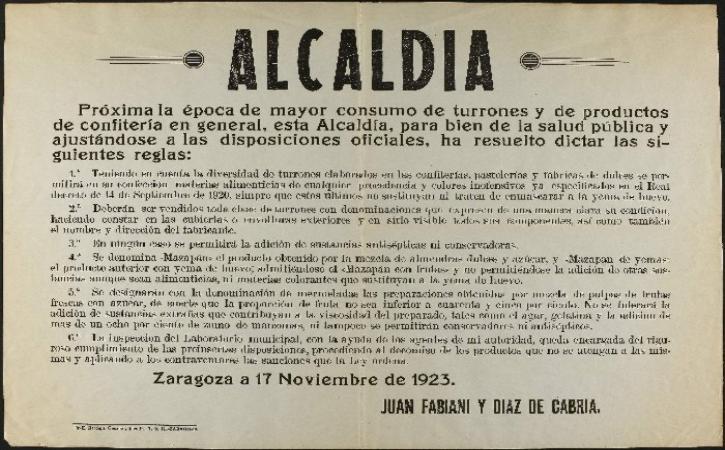 ALCALDIA
Próxima la época de mayor consumo de turrones y de productos
de confitería en general, esta Alcaldía, para bien de la salud pública y
ajustándose a las disposiciones oficiales, ha resuelto dictar las si-
guientes reglas:
1.ª Teniendo en cuenta la diversidad de turrones elaborados en las confiterías, pastelerías y fábricas de dulces se per-
mitirá en su confección materias alimenticias de cualquier procedencia y colores inofensivos ya especificados en el Real
decreto de 14 de Septiembre de 1920, siempre que estos últimos no sustituyan ni traten de enmascarar a la yema de huevo.
2.ª Deberán ser vendidos toda clase de turrones con denominaciones que expresen de una manera clara su condición,
haciendo constar en las cubiertas o envolturas exteriores y en sitio visible todos sus componentes, así como también
el nombre y dirección del fabricante.
3.ª En ningún caso se permitirá la adición de sustancias antisépticas ni conservadoras.
4.ª Se denomina «Mazapán» el producto obtenido por la mezcla de almendras dulces y azúcar, y «Mazapán de yemas»
el producto anterior con yema de huevo; admitiéndose el «Mazapán con frutas» y no permitiéndose la adición de otras sus-
tancias aunque sean alimenticias, ni materias colorantes que sustituyan a la yema de huevo.
5.ª Se designarán con la denominación de mermeladas las preparaciones obtenidas por mezcla de pulpas de frutas
frescas con azúcar, de suerte que la proporción de fruta no sea inferior a cuarenta y cinco por ciento. No se tolerará la
adición de sustancias extrañas que contribuyan a la viscosidad del preparado, tales como el agar, gelatina y la adición de
más de un ocho por ciento de zumo de manzanas, ni tampoco se permitirán conservadores ni antisépticos.
6.ª La inspección del Laboratorio municipal, con la ayuda de los agentes de mi autoridad, queda encargada del rigu-
roso cumplimiento de las preinsertas disposiciones, procediendo al decomiso de los productos que no se atengan a las mis-
mas y aplicando a los contraventores las sanciones que la ley ordena.
Zaragoza a 17 Noviembre de 1923.
JUAN FABIANI Y DIAZ DE CABRIA.